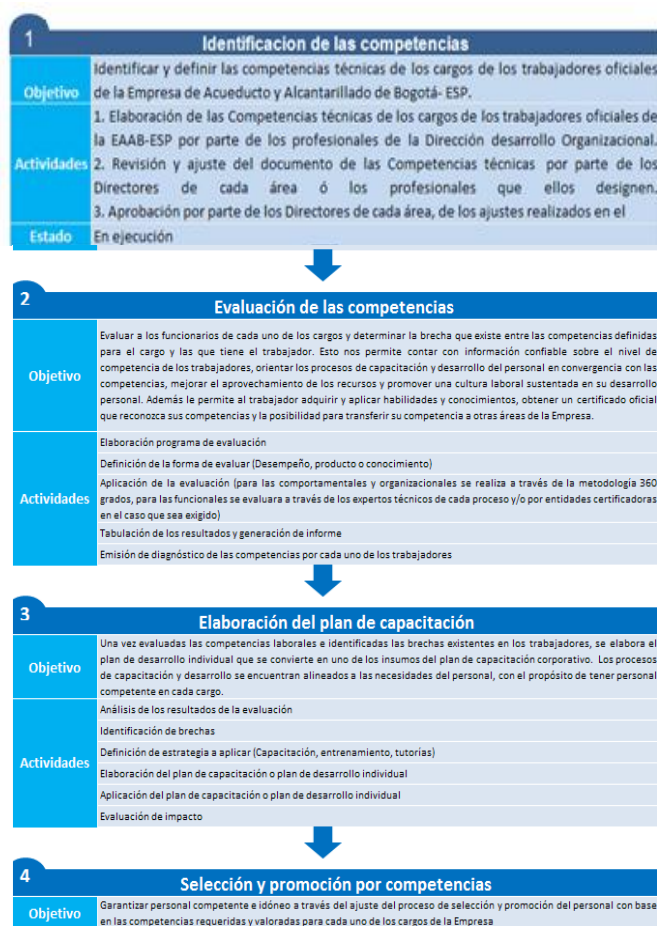 1
Identificacion de las competencias
Objetivo
Identificar y definir las competencias técnicas de los cargos de los trabajadores oficiales
de la Empresa de Acueducto y Alcantarillado de Bogotá- ESP.
Actividades
1. Elaboración de las Competencias técnicas de los cargos de los trabajadores oficiales de
la EAAB-ESP por parte de los profesionales de la Dirección desarrollo Organizacional.
2. Revisión y ajuste del documento de las Competencias técnicas por parte de los
Directores de cada área ó los profesionales que ellos designen.
3. Aprobación por parte de los Directores de cada área, de los ajustes realizados en el
Estado
En ejecución
2
Evaluación de las competencias
Objetivo
Evaluar a los funcionarios de cada uno de los cargos y determinar la brecha que existe entre las competencias definidas
para el cargo y las que tiene el trabajador. Esto nos permite contar con información confiable sobre el nivel de
competencia de los trabajadores, orientar los procesos de capacitación y desarrollo del personal en convergencia con las
competencias, mejorar el aprovechamiento de los recursos y promover una cultura laboral sustentada en su desarrollo
personal. Además le permite al trabajador adquirir y aplicar habilidades y conocimientos, obtener un certificado oficial
que reconozca sus competencias y la posibilidad para transferir su competencia a otras áreas de la Empresa.
Actividades
Elaboración programa de evaluación
Definición de la forma de evaluar (Desempeño, producto o conocimiento)
Aplicación de la evaluación (para las comportamentales y organizacionales se realiza a través de la metodologia 360
grados, para las funcionales se evaluara a través de los expertos técnicos de cada proceso y/o por entidades certificadoras
en el caso que sea exigido)
Tabulación de los resultados y generación de informe
Emisión de diagnóstico de las competencias por cada uno de los trabajadores
3
Elaboración del plan de capacitación
Objetivo
Una vez evaluadas las competencias laborales e identificadas las brechas existentes en los trabajadores, se elabora el
plan de desarrollo individual que se convierte en uno de los insumos del plan de capacitación corporativo. Los procesos
de capacitación y desarrollo se encuentran alineados a las necesidades del personal, con el propósito de tener personal
competente en cada cargo.
Actividades
Análisis de los resultados de la evaluación
Identificación de brechas
Definición de estrategia a aplicar (Capacitación, entrenamiento, tutorias)
Elaboración del plan de capacitación o plan de desarrollo individual
Aplicación del plan de capacitación o plan de desarrollo individual
Evaluación de impacto
4
Selección y promoción por competencias
Objetivo
Garantizar personal competente e idóneo a través del ajuste del proceso de selección y promoción del personal con base
en las competencias requeridas y valoradas para cada uno de los cargos de la Empresa